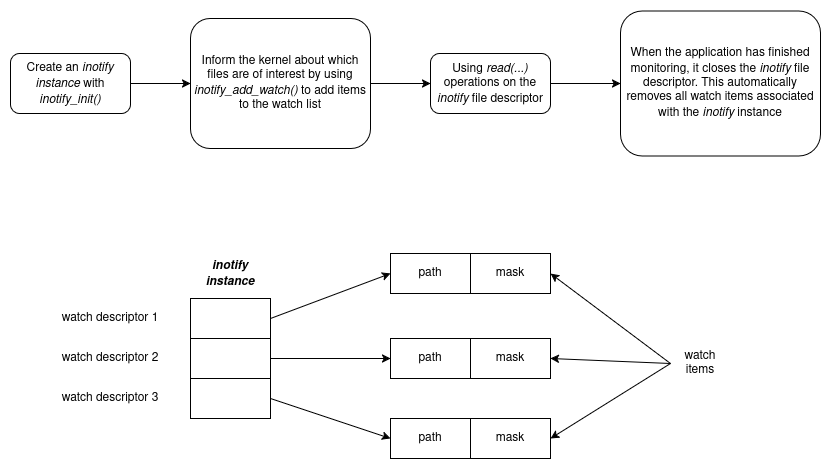 Create an inotify
instance with
inotify_init()
Inform the kernel about which
files are of interest by using
inotify_add_watch() to add items
to the watch list
Using read(...)
operations on the
inotify file descriptor
When the application has finished
monitoring, it closes the inotify file
descriptor. This automatically
removes all watch items associated
with the inotify instance
inotify
instance
watch descriptor 1
watch descriptor 2
watch descriptor 3
path mask
path mask
path mask
watch
items